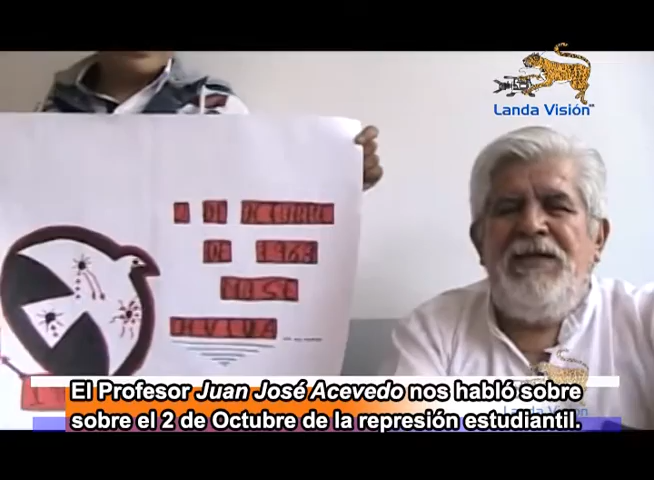 Landa Visión
2 DE OCTUBRE
DE 1968
NO SE
OLVIDA
El Profesor Juan José Acevedo nos habló sobre
sobre el 2 de Octubre de la represión estudiantil.